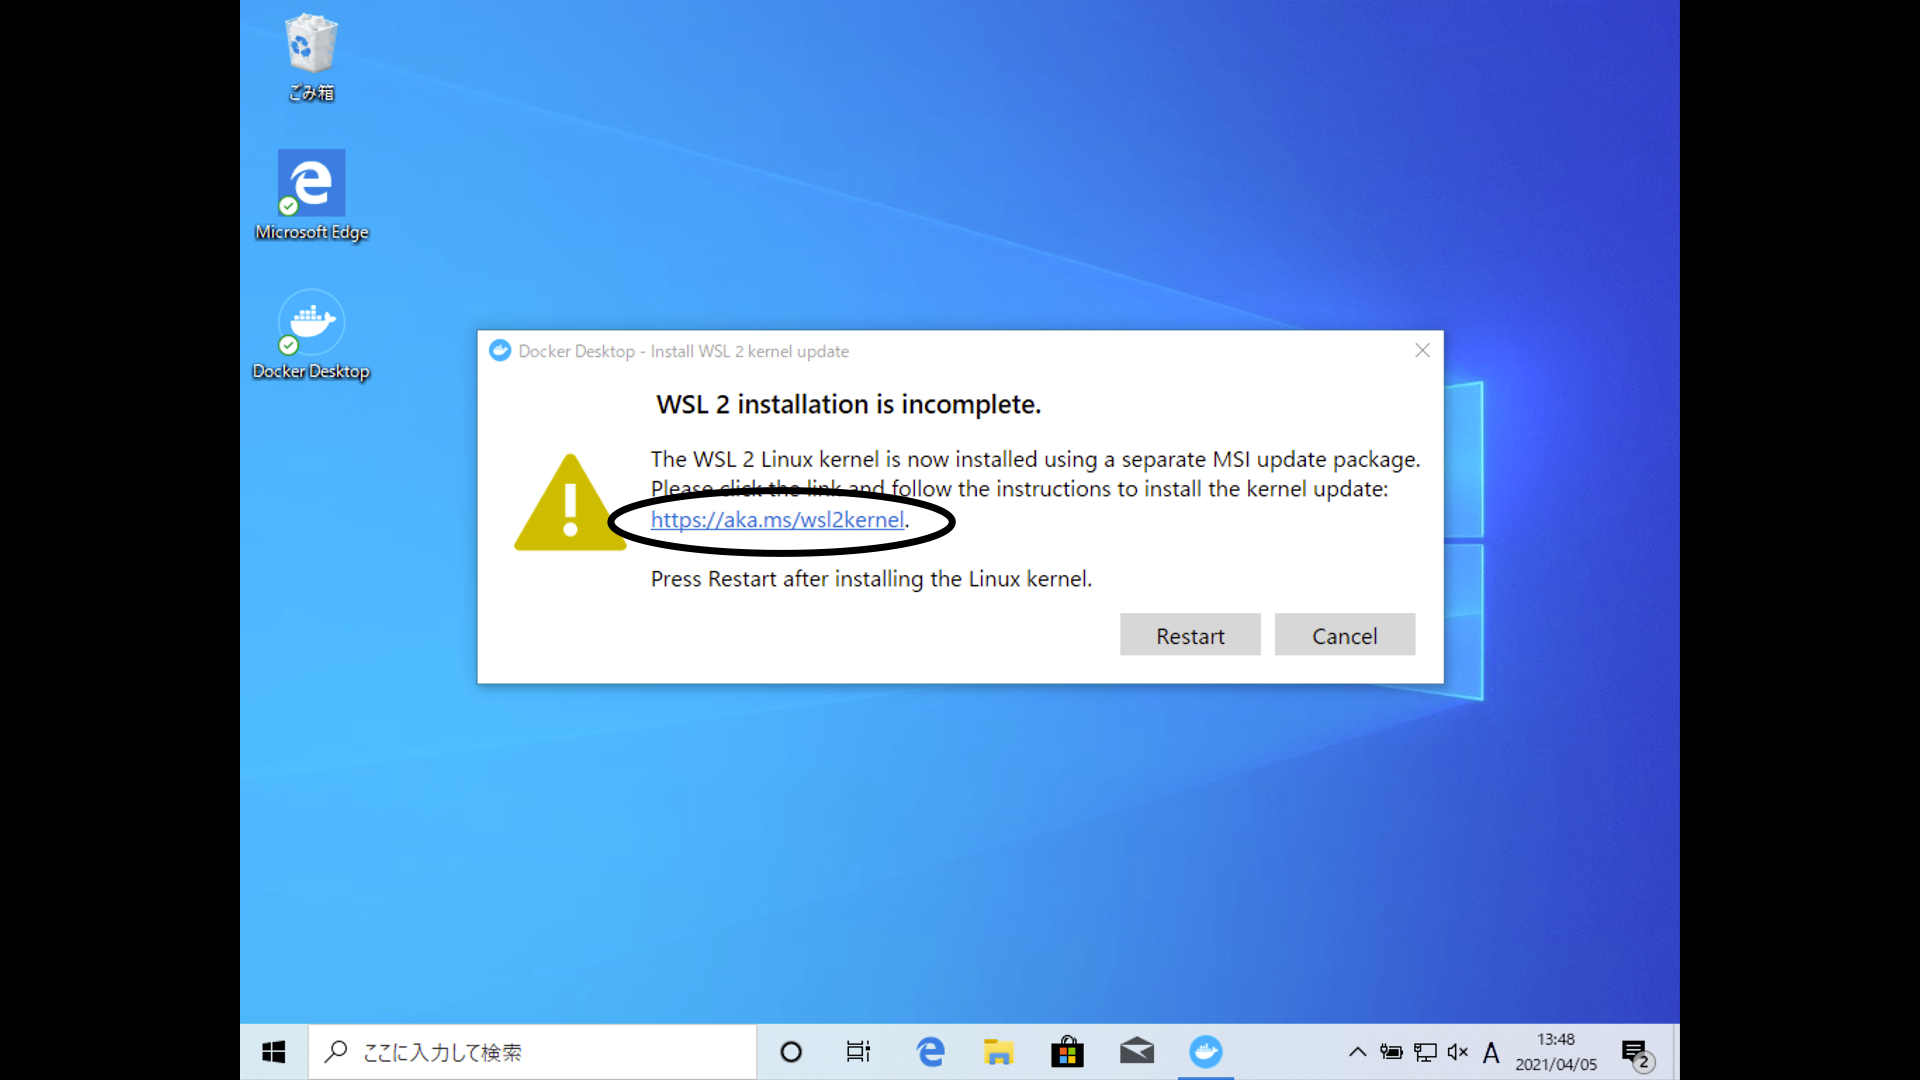 ごみ箱
Microsoft Edge
Docker Desktop
Docker Desktop - Install WSL 2 kernel update
WSL 2 installation is incomplete.
The WSL 2 Linux kernel is now installed using a separate MSI update package.
Please click the link and follow the instructions to install the kernel update:
https://aka.ms/wsl2kernel.
Press Restart after installing the Linux kernel.
Restart
Cancel
ここに入力して検索
A
13:48
2021/04/05
2